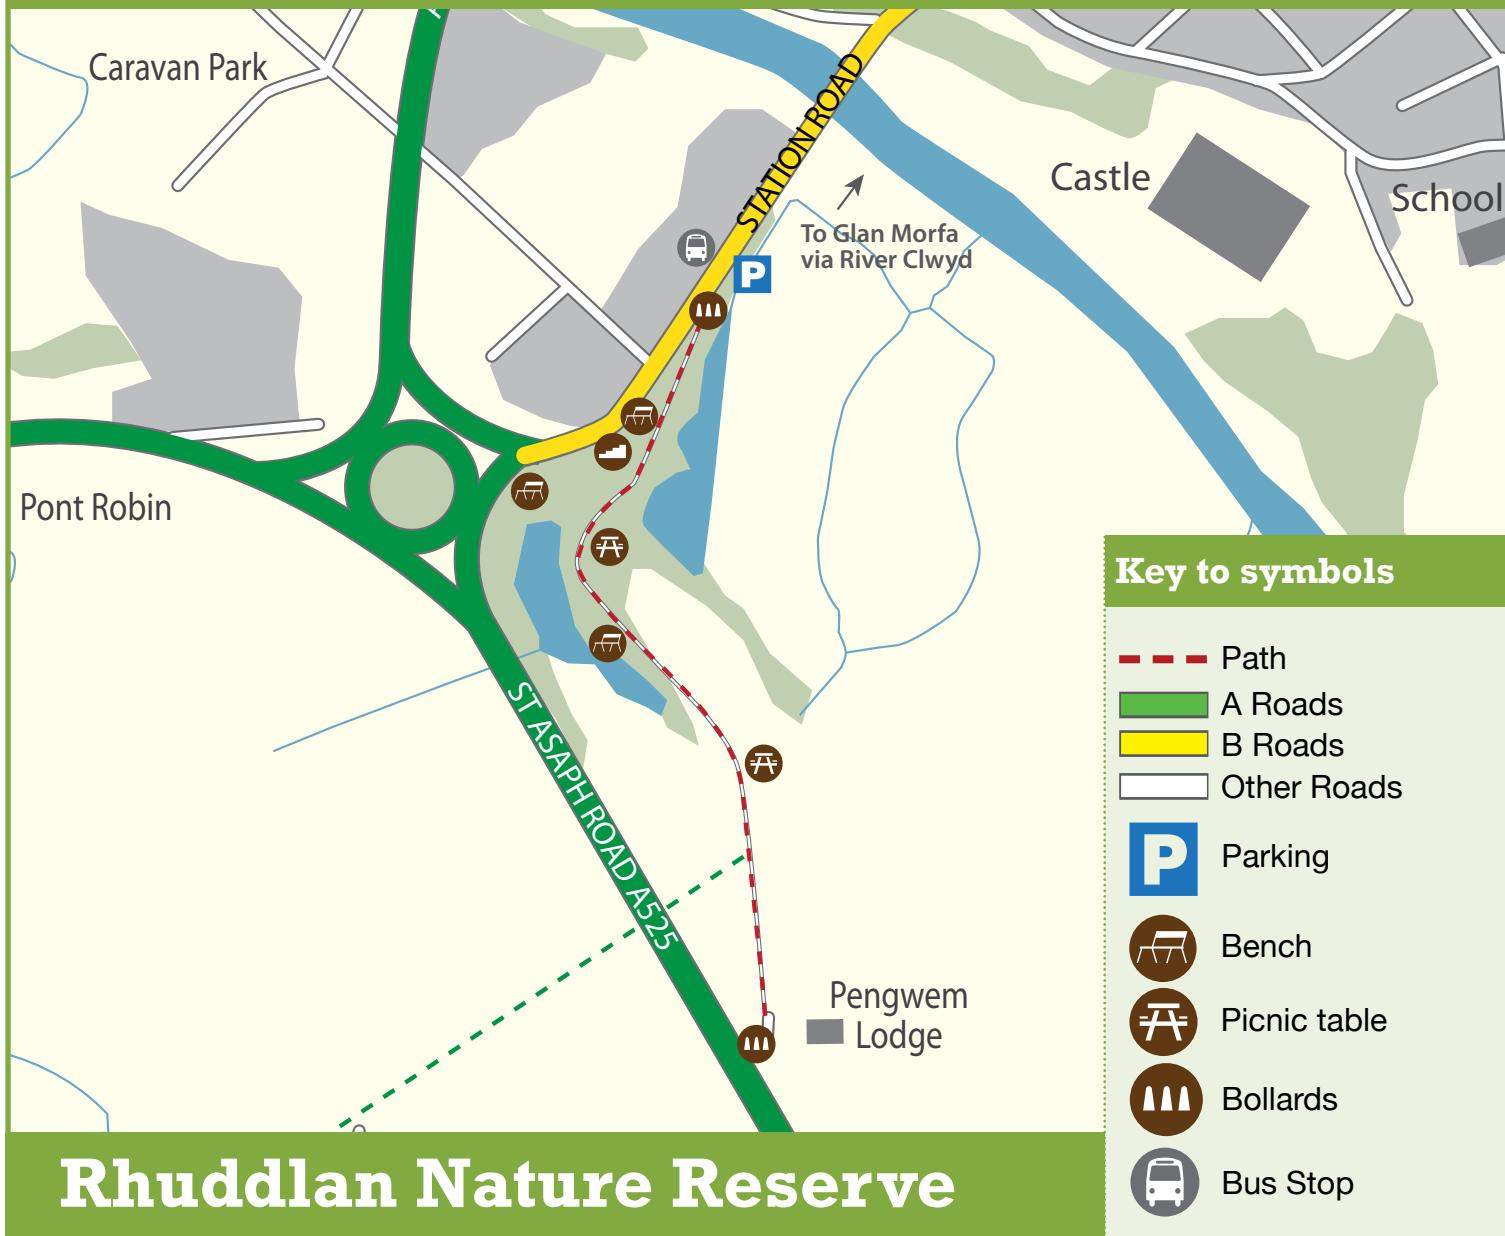 Caravan Park
STATION ROAD
Castle
School
To Glan Morfa
via River Clwyd
P
Pont Robin
ST ASAPH ROAD A525
Pengwem
Lodge
Key to symbols
Path
A Roads
B Roads
Other Roads
P
Parking
Bench
Picnic table
Bollards
Bus Stop
Rhuddlan Nature Reserve